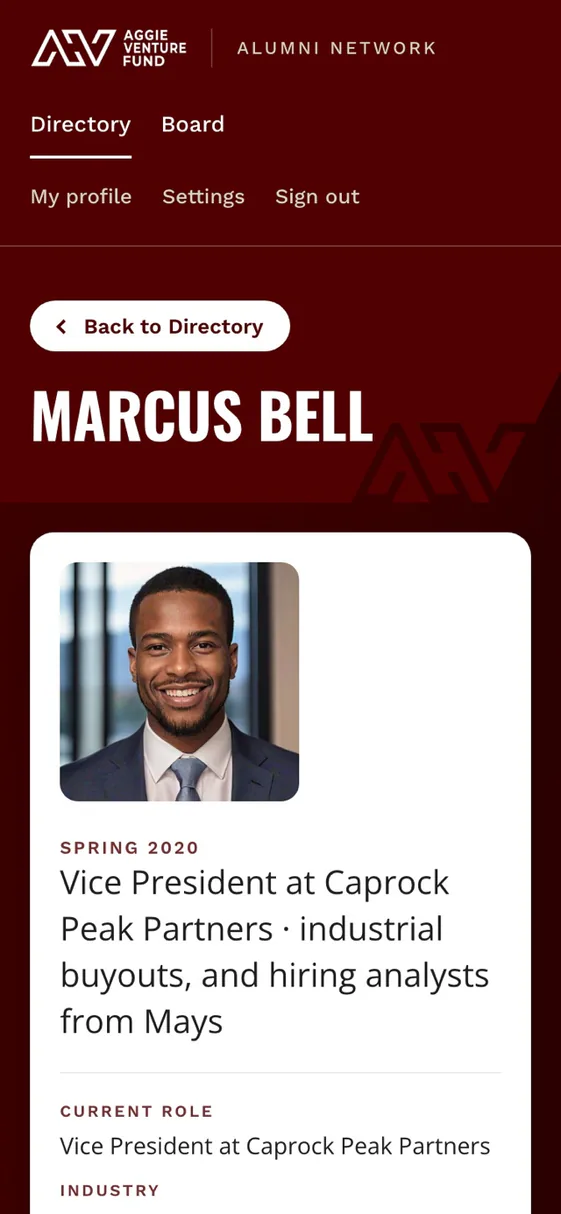 AGGIE
VENTURE
FUND
ALUMNI NETWORK
Directory Board
My profile Settings Sign out
Back to Directory
MARCUS BELL
SPRING 2020
Vice President at Caprock
Peak Partners · industrial
buyouts, and hiring analysts
from Mays
CURRENT ROLE
Vice President at Caprock Peak Partners
INDUSTRY